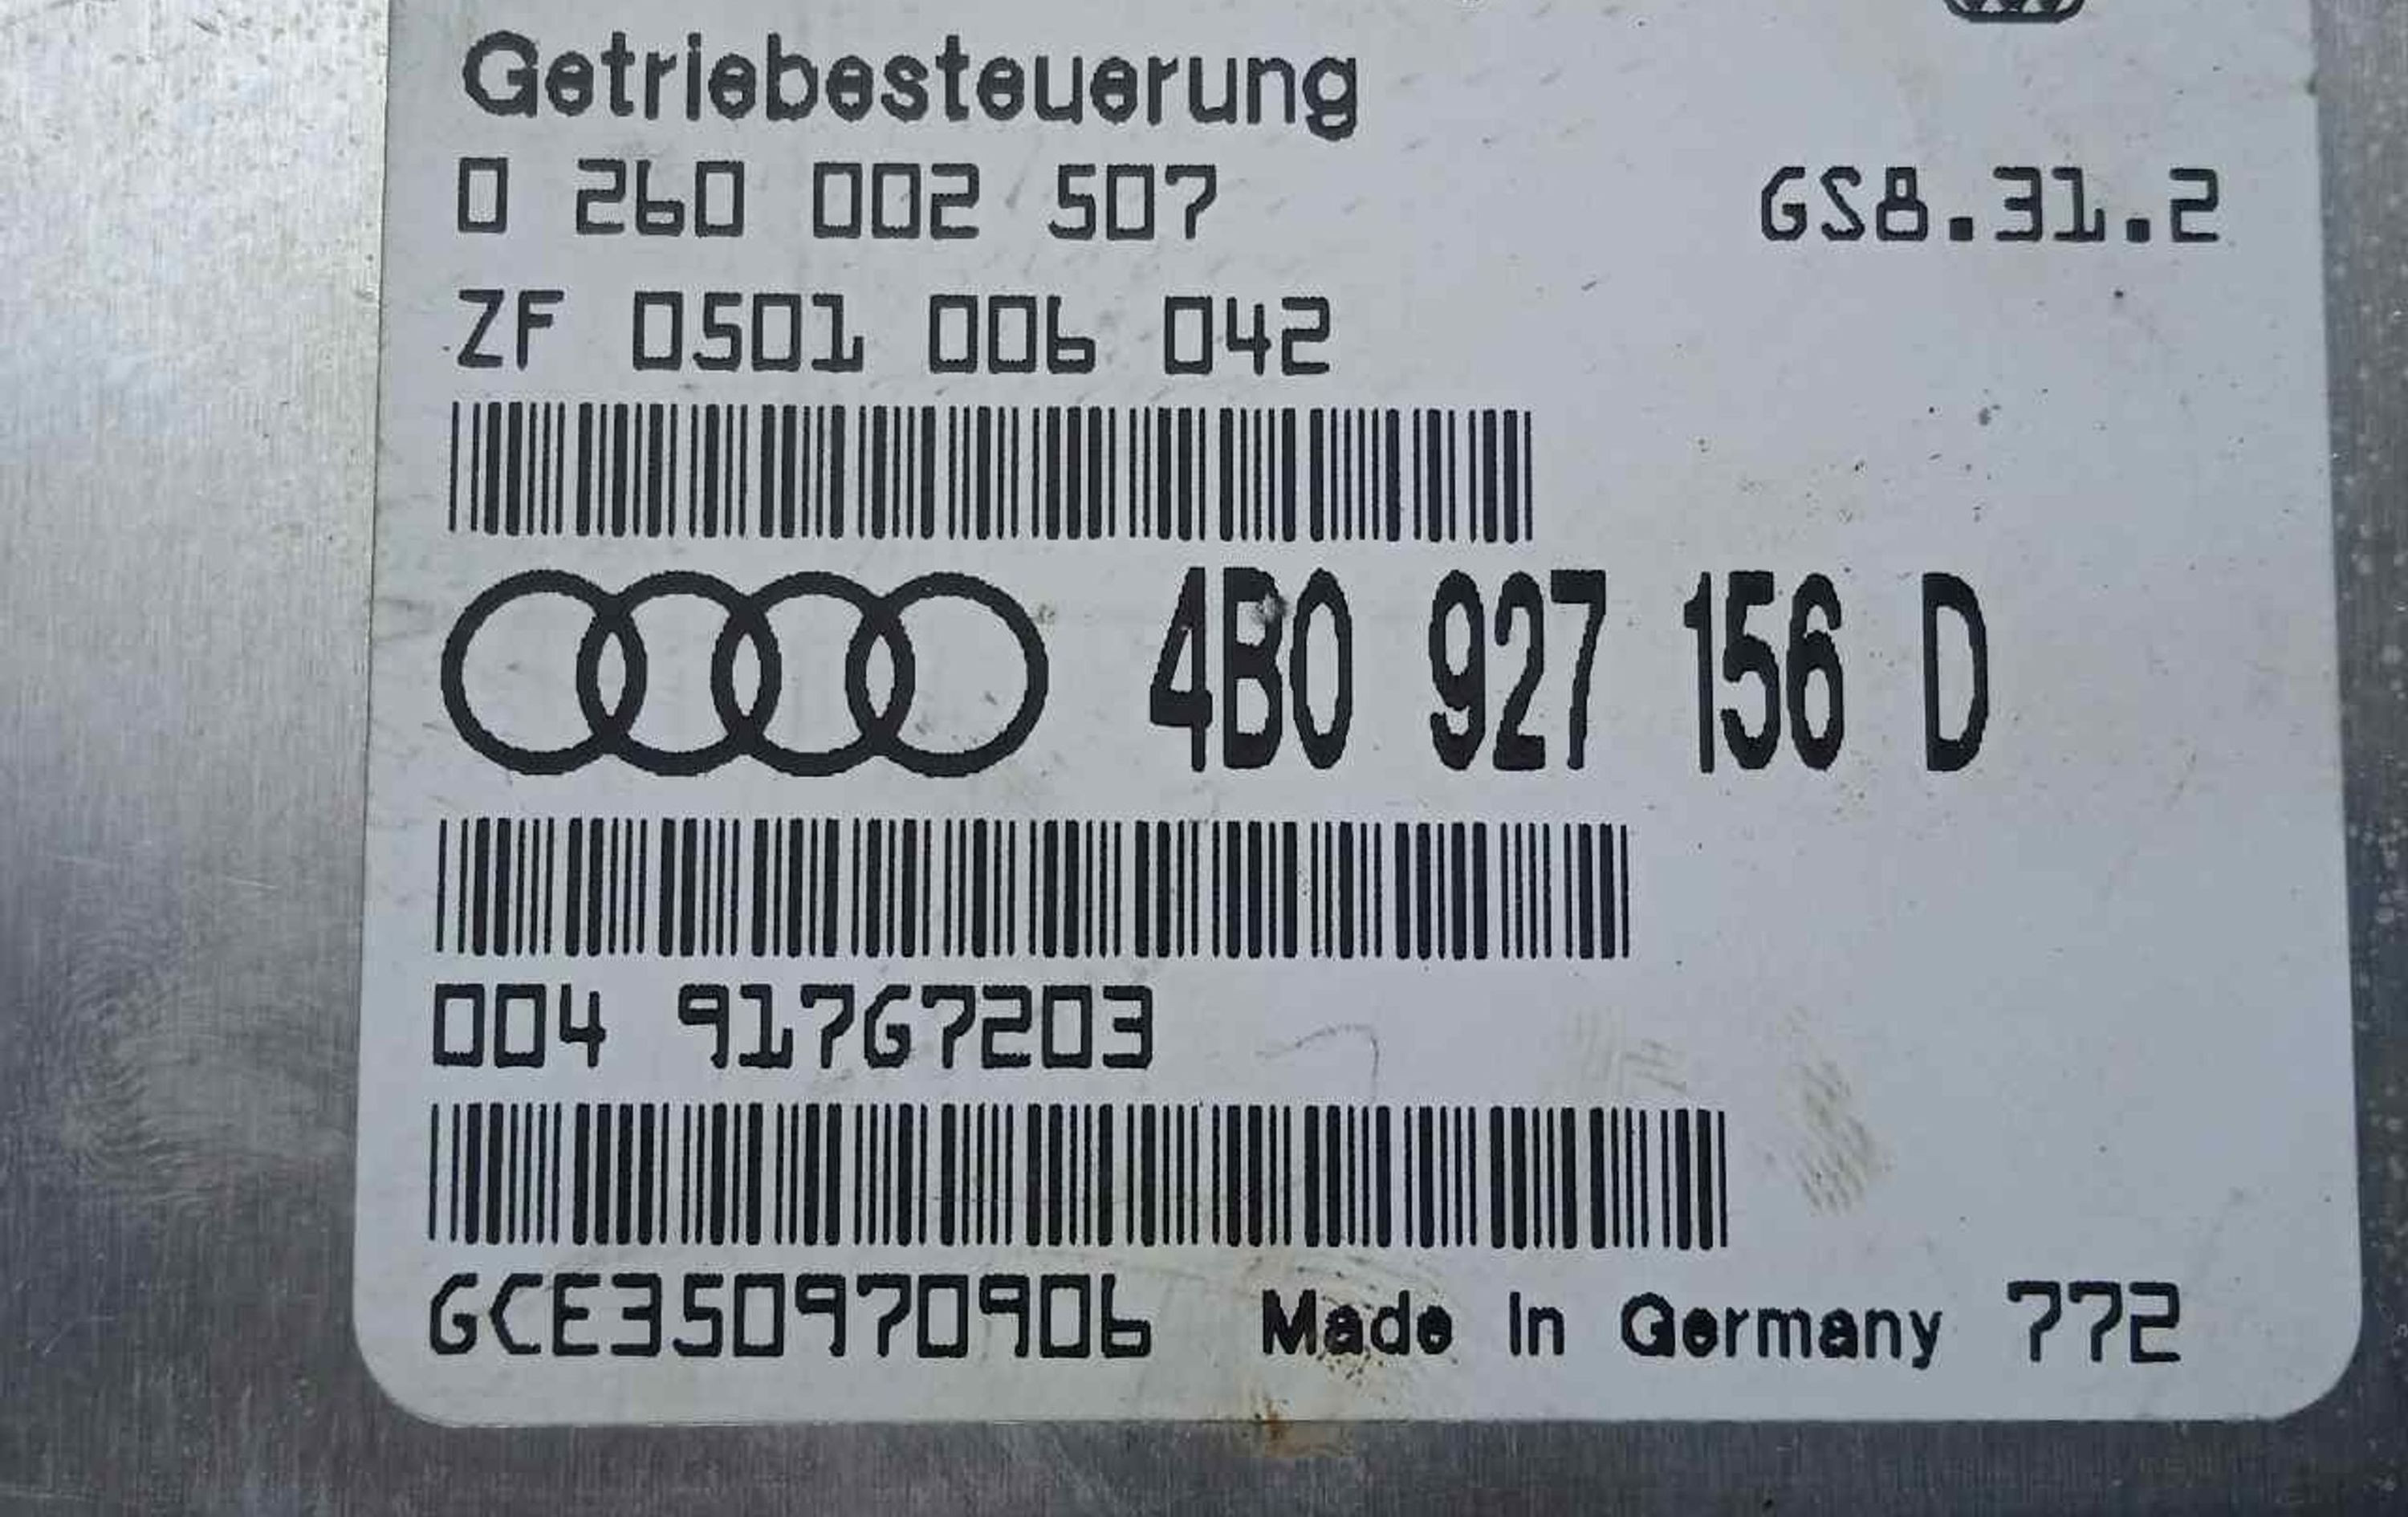 Getriebesteuerung
0 260 002 507 GS8.31.2
ZF 0501 006 042
4B0 927 156 D
004 917G7203
GCE350970906 Made In Germany 772